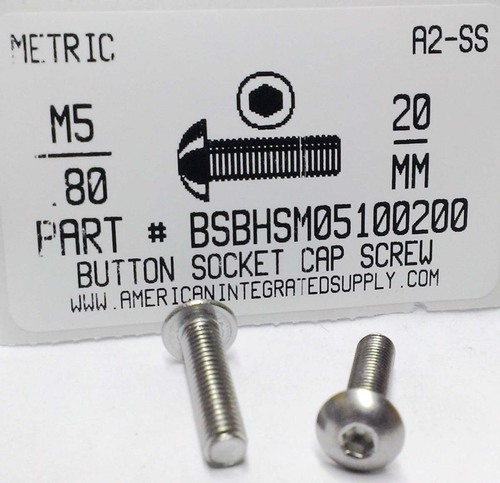 METRIC A2-SS
M5 20
.80 MM
PART # BSBHSM05100200
BUTTON SOCKET CAP SCREW
WWW.AMERICANINTEGRATEDSUPPLY.COM